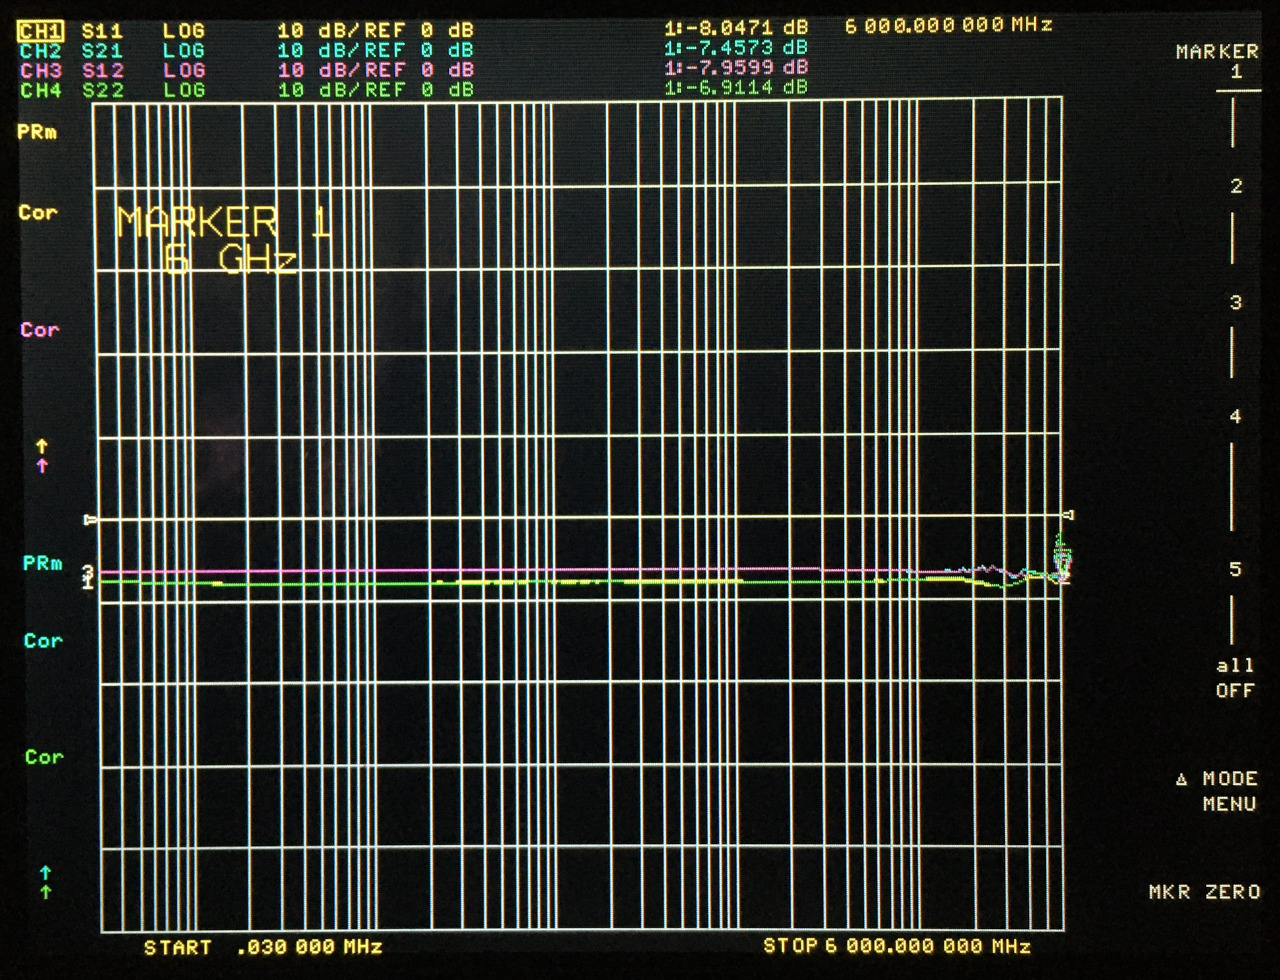 CH1 S11 LOG 10 dB/REF 0 dB 1:-8.0471 dB 6 000.000 000 MHz
CH2 S21 LOG 10 dB/REF 0 dB 1:-7.4573 dB
CH3 S12 LOG 10 dB/REF 0 dB 1:-7.9599 dB
CH4 S22 LOG 10 dB/REF 0 dB 1:-6.9114 dB
MARKER
1
PRm
2
Cor
MARKER 1
6 GHz
3
Cor
4
↑
↑
PRm
3
1
5
Cor
all
OFF
Cor
Δ MODE
MENU
↑
↑
MKR ZERO
START .030 000 MHz STOP 6 000.000 000 MHz